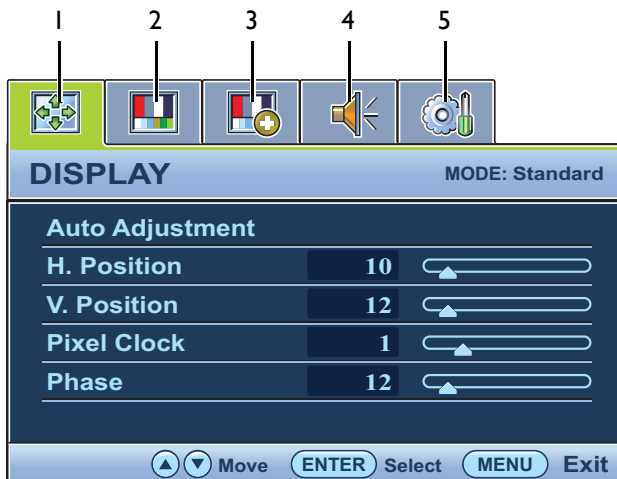 1 2 3 4 5
DISPLAY MODE: Standard
Auto Adjustment
H. Position 10
V. Position 12
Pixel Clock 1
Phase 12
Move ENTER Select MENU Exit